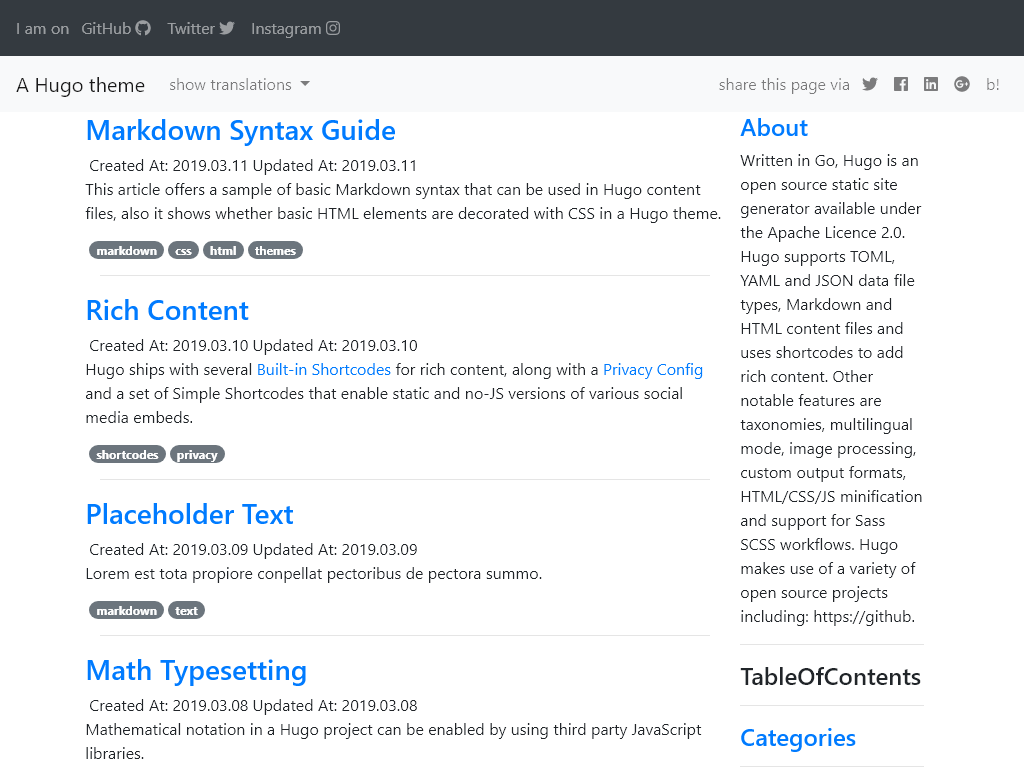 I am on GitHub Twitter Instagram
A Hugo theme show translations share this page via b!
Markdown Syntax Guide
Created At: 2019.03.11 Updated At: 2019.03.11
This article offers a sample of basic Markdown syntax that can be used in Hugo content
files, also it shows whether basic HTML elements are decorated with CSS in a Hugo theme.
markdown css html themes
Rich Content
Created At: 2019.03.10 Updated At: 2019.03.10
Hugo ships with several Built-in Shortcodes for rich content, along with a Privacy Config
and a set of Simple Shortcodes that enable static and no-JS versions of various social
media embeds.
shortcodes privacy
Placeholder Text
Created At: 2019.03.09 Updated At: 2019.03.09
Lorem est tota propiore conpellat pectoribus de pectora summo.
markdown text
Math Typesetting
Created At: 2019.03.08 Updated At: 2019.03.08
Mathematical notation in a Hugo project can be enabled by using third party JavaScript
libraries.
About
Written in Go, Hugo is an
open source static site
generator available under
the Apache Licence 2.0.
Hugo supports TOML,
YAML and JSON data file
types, Markdown and
HTML content files and
uses shortcodes to add
rich content. Other
notable features are
taxonomies, multilingual
mode, image processing,
custom output formats,
HTML/CSS/JS minification
and support for Sass
SCSS workflows. Hugo
makes use of a variety of
open source projects
including: https://github.
TableOfContents
Categories